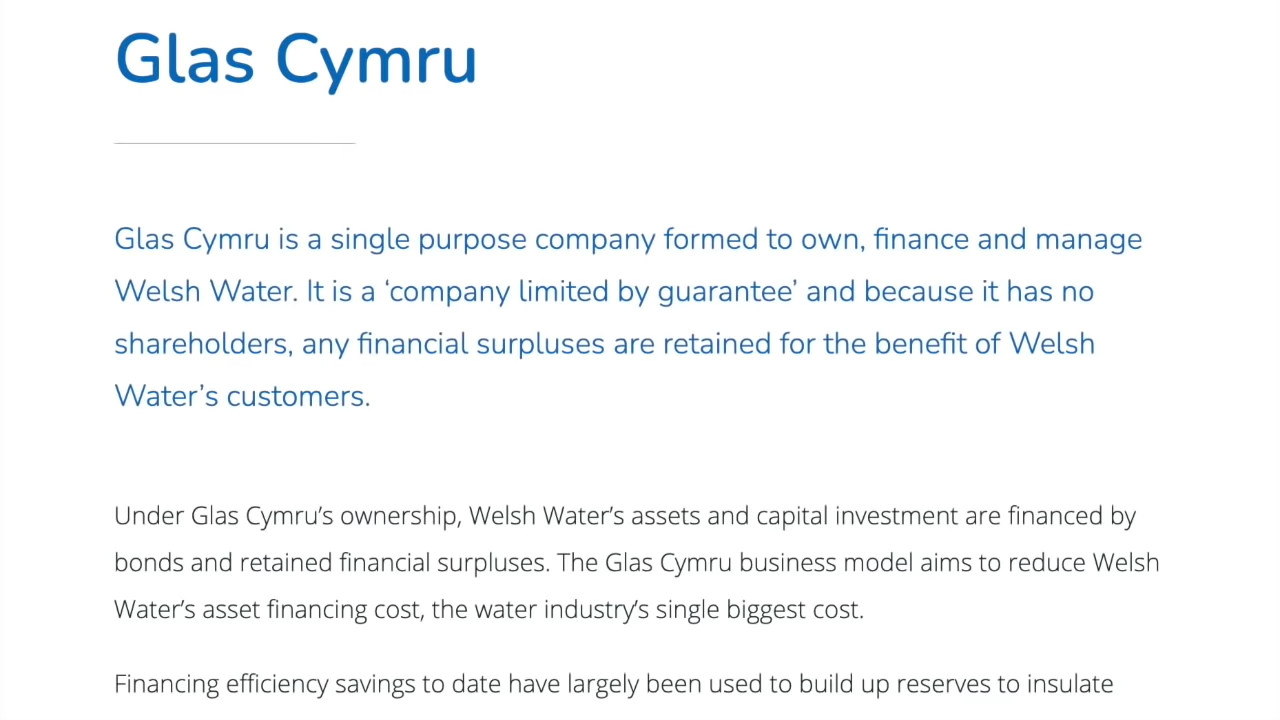 Glas Cymru
Glas Cymru is a single purpose company formed to own, finance and manage
Welsh Water. It is a ‘company limited by guarantee’ and because it has no
shareholders, any financial surpluses are retained for the benefit of Welsh
Water’s customers.
Under Glas Cymru’s ownership, Welsh Water’s assets and capital investment are financed by
bonds and retained financial surpluses. The Glas Cymru business model aims to reduce Welsh
Water’s asset financing cost, the water industry’s single biggest cost.
Financing efficiency savings to date have largely been used to build up reserves to insulate